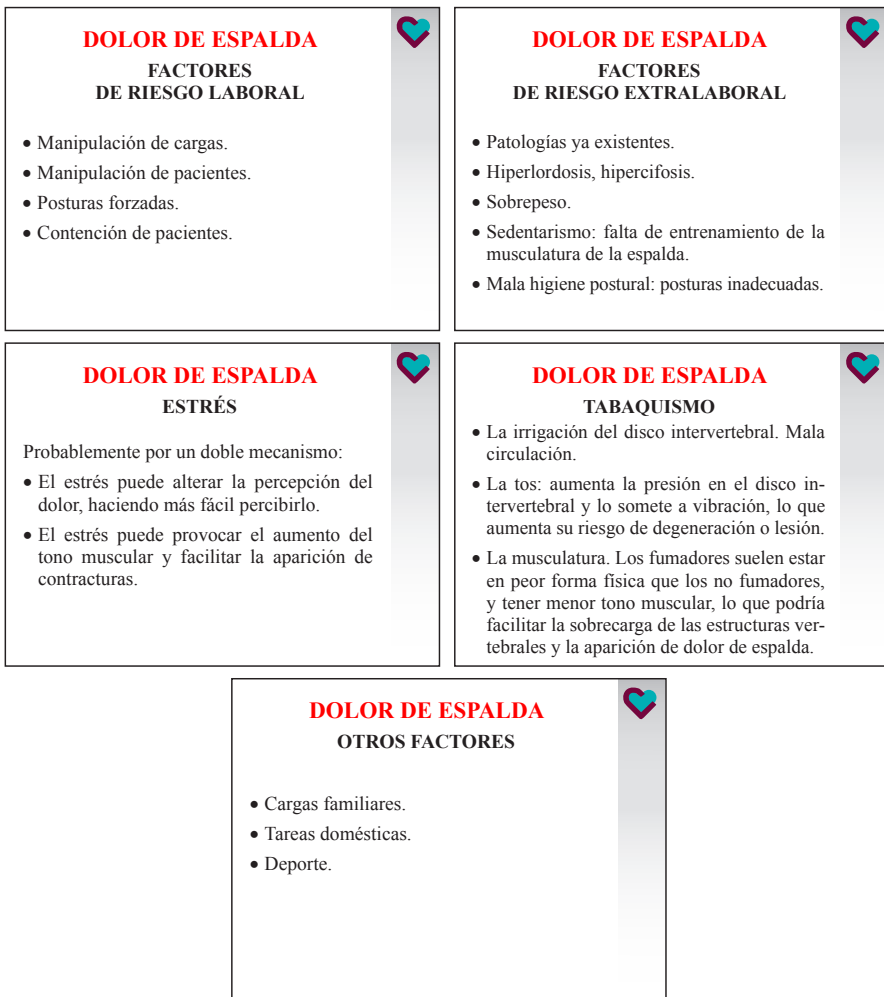 DOLOR DE ESPALDA
FACTORES
DE RIESGO LABORAL
• Manipulación de cargas.
• Manipulación de pacientes.
• Posturas forzadas.
• Contención de pacientes.
DOLOR DE ESPALDA
FACTORES
DE RIESGO EXTRALABORAL
• Patologías ya existentes.
• Hiperlordosis, hipercifosis.
• Sobrepeso.
• Sedentarismo: falta de entrenamiento de la
musculatura de la espalda.
• Mala higiene postural: posturas inadecuadas.
DOLOR DE ESPALDA
ESTRÉS
Probablemente por un doble mecanismo:
• El estrés puede alterar la percepción del
dolor, haciendo más fácil percibirlo.
• El estrés puede provocar el aumento del
tono muscular y facilitar la aparición de
contracturas.
DOLOR DE ESPALDA
TABAQUISMO
• La irrigación del disco intervertebral. Mala
circulación.
• La tos: aumenta la presión en el disco in-
tervertebral y lo somete a vibración, lo que
aumenta su riesgo de degeneración o lesión.
• La musculatura. Los fumadores suelen estar
en peor forma física que los no fumadores,
y tener menor tono muscular, lo que podría
facilitar la sobrecarga de las estructuras ver-
tebrales y la aparición de dolor de espalda.
DOLOR DE ESPALDA
OTROS FACTORES
• Cargas familiares.
• Tareas domésticas.
• Deporte.